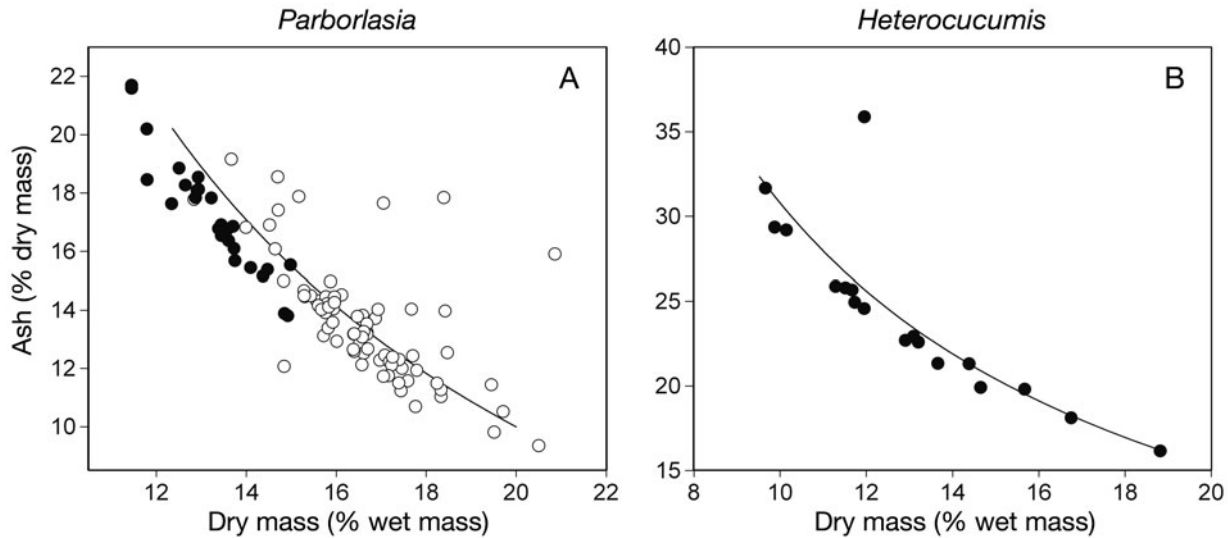 Parborlasia
Heterocucumis
A
22
20
18
16
14
12
10
Ash (% dry mass)
12 14 16 18 20 22
Dry mass (% wet mass)
B
40
35
30
25
20
15
8 10 12 14 16 18 20
Dry mass (% wet mass)